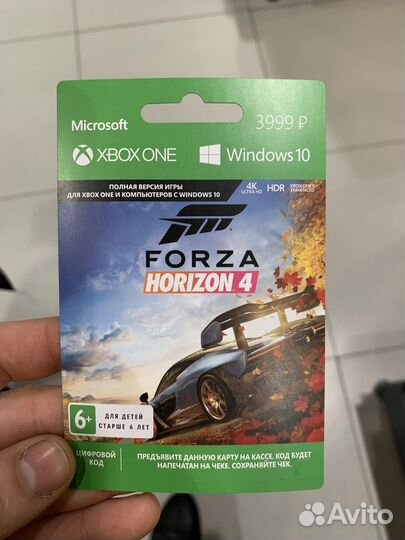 Microsoft
3999 ₽
XBOX ONE
Windows 10
ПОЛНАЯ ВЕРСИЯ ИГРЫ
ДЛЯ XBOX ONE И КОМПЬЮТЕРОВ С WINDOWS 10
4K
ULTRA HD
HDR
XBOX ONE X
ENHANCED
FORZA
HORIZON 4
6+
ДЛЯ ДЕТЕЙ
СТАРШЕ 6 ЛЕТ
ЦИФРОВОЙ
КОД
ПРЕДЪЯВИТЕ ДАННУЮ КАРТУ НА КАССЕ. КОД БУДЕТ
НАПЕЧАТАН НА ЧЕКЕ. СОХРАНЯЙТЕ ЧЕК.
Avito